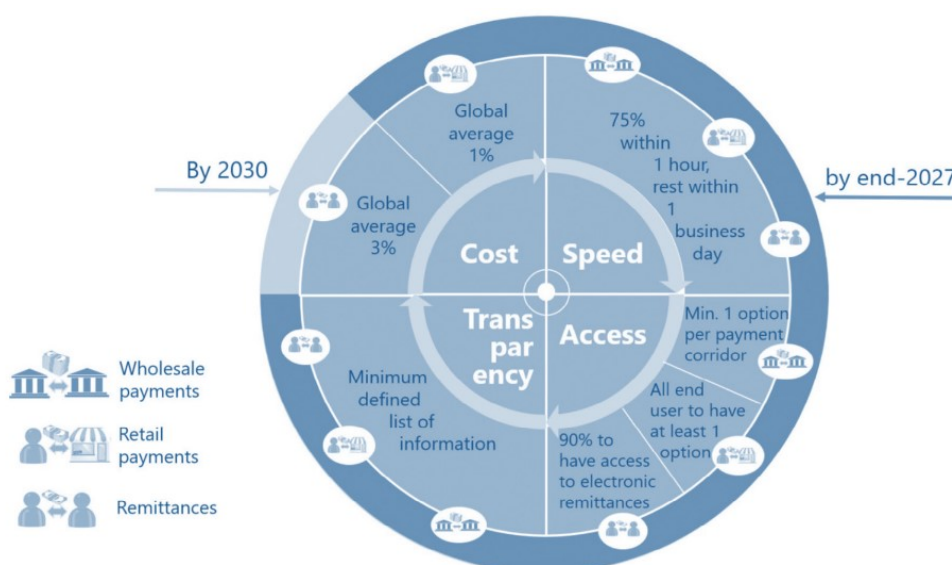 By 2030
by end-2027
Global
average
1%
Global
average
3%
Cost
75%
within
1 hour,
rest within
1
business
day
Speed
Trans
par
ency
Minimum
defined
list of
information
Access
Min. 1 option
per payment
corridor
All end
user to have
at least 1
option
90% to
have access
to electronic
remittances
Wholesale
payments
Retail
payments
Remittances